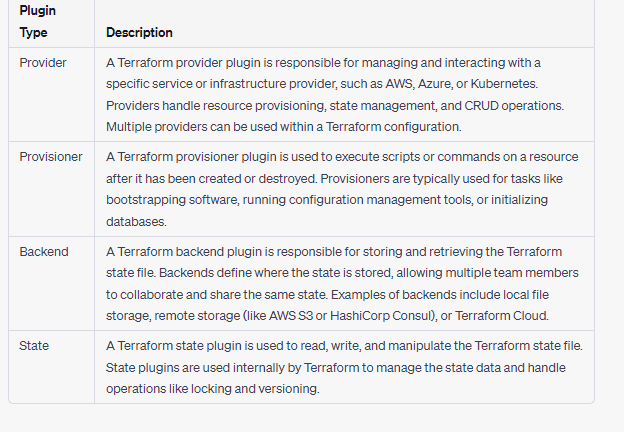 Plugin
Type
Description
Provider
A Terraform provider plugin is responsible for managing and interacting with a
specific service or infrastructure provider, such as AWS, Azure, or Kubernetes.
Providers handle resource provisioning, state management, and CRUD operations.
Multiple providers can be used within a Terraform configuration.
Provisioner
A Terraform provisioner plugin is used to execute scripts or commands on a resource
after it has been created or destroyed. Provisioners are typically used for tasks like
bootstrapping software, running configuration management tools, or initializing
databases.
Backend
A Terraform backend plugin is responsible for storing and retrieving the Terraform
state file. Backends define where the state is stored, allowing multiple team members
to collaborate and share the same state. Examples of backends include local file
storage, remote storage (like AWS S3 or HashiCorp Consul), or Terraform Cloud.
State
A Terraform state plugin is used to read, write, and manipulate the Terraform state file.
State plugins are used internally by Terraform to manage the state data and handle
operations like locking and versioning.